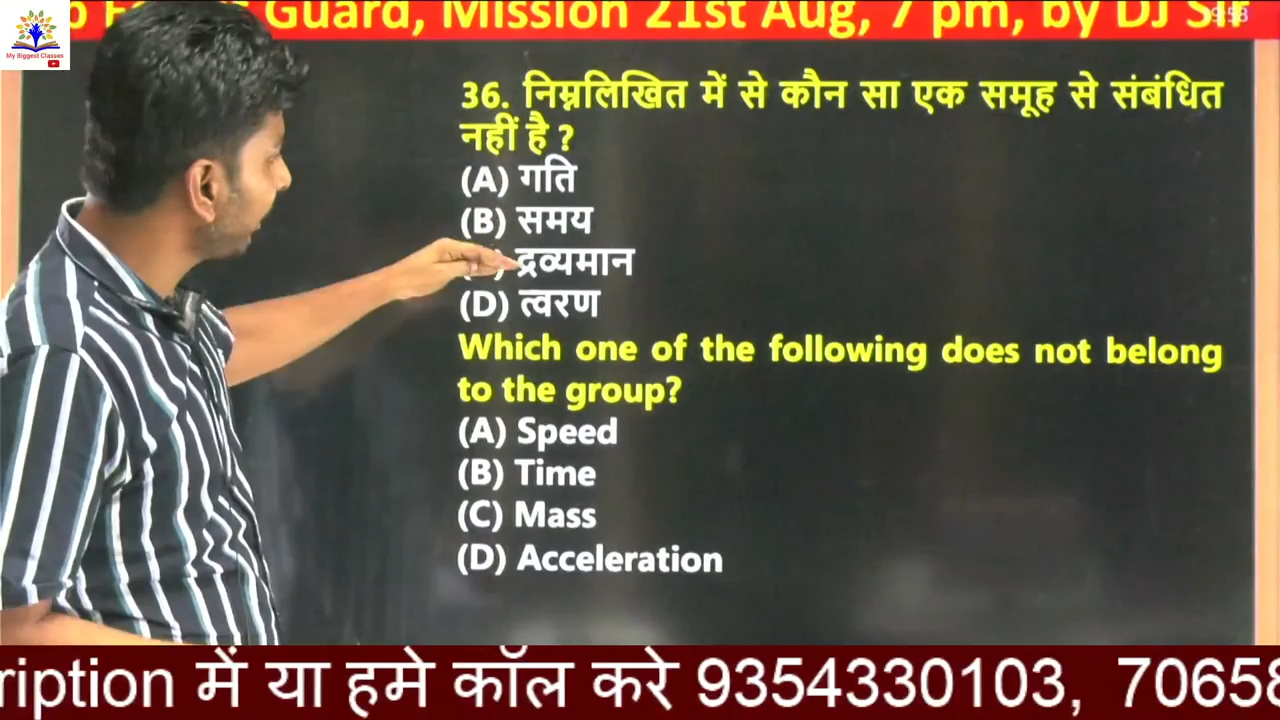 Guard, Mission 21st Aug, 7 pm, by DJ
My Biggest Classes
36. निम्नलिखित में से कौन सा एक समूह से संबंधित
नहीं है ?
(A) गति
(B) समय
द्रव्यमान
(D) त्वरण
Which one of the following does not belong
to the group?
(A) Speed
(B) Time
(C) Mass
(D) Acceleration
में या हमे कॉल करे 9354330103,